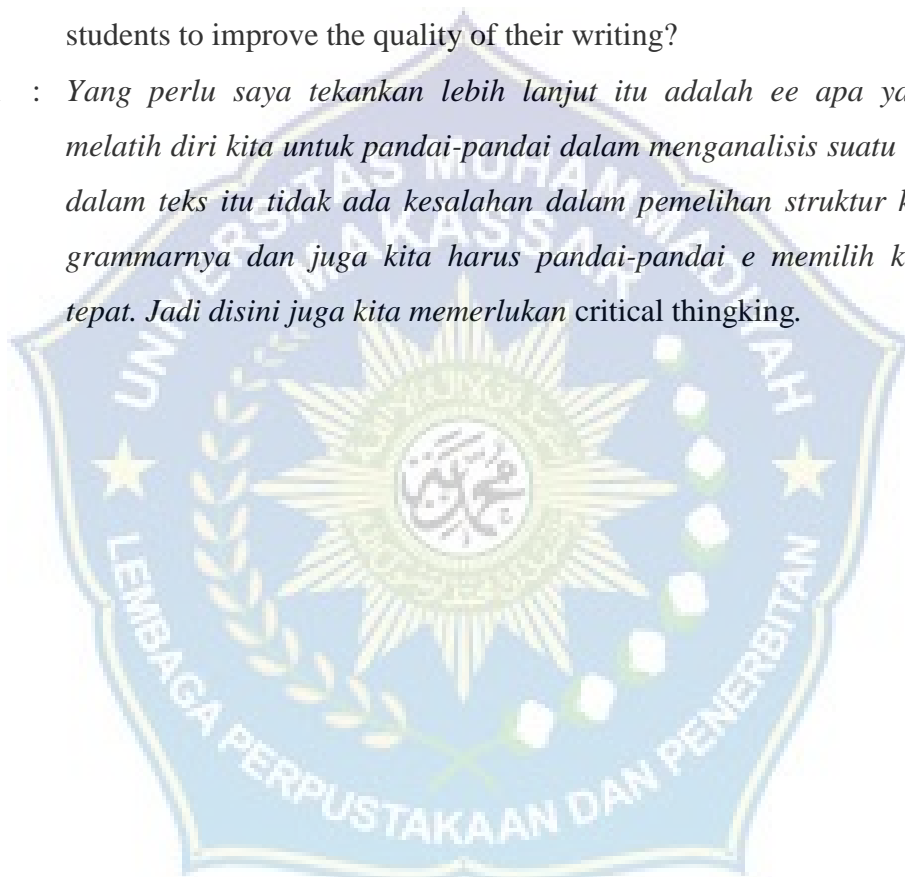 students to improve the quality of their writing?
: Yang perlu saya tekankan lebih lanjut itu adalah ee apa ya
melatih diri kita untuk pandai-pandai dalam menganalisis suatu
dalam teks itu tidak ada kesalahan dalam pemelihan struktur
grammarnya dan juga kita harus pandai-pandai e memilih
tepat. Jadi disini juga kita memerlukan critical thingking.
UNIVERSITAS MUHAMMADIYAH
MAKASSAR
LEMBAGA PERPUSTAKAAN DAN PENERBITAN